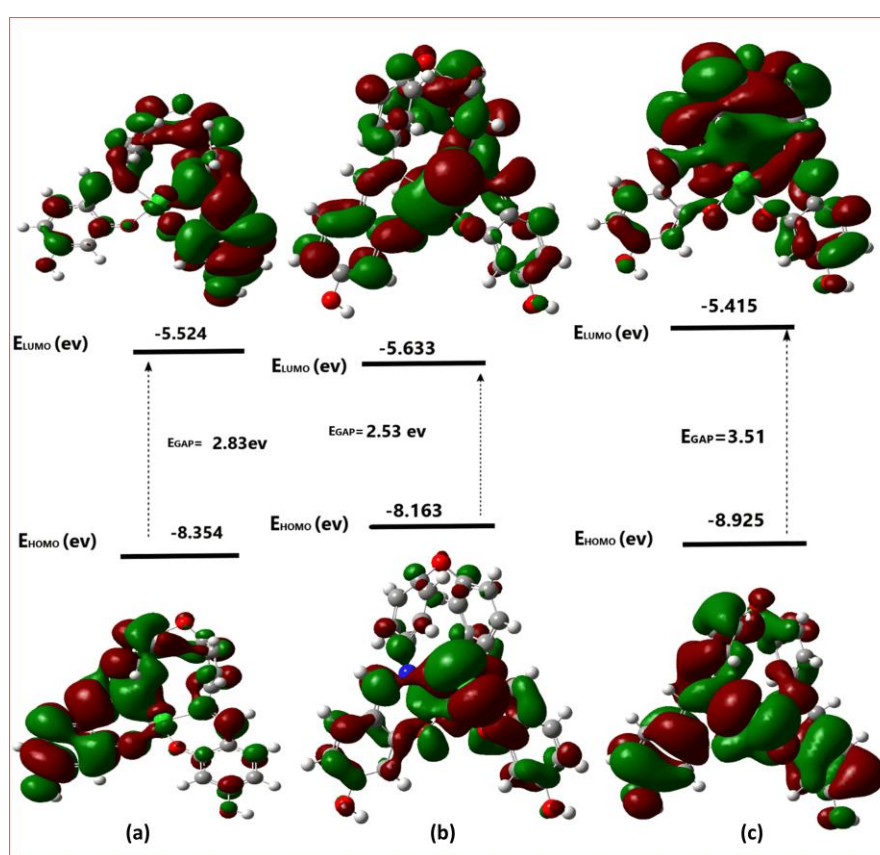 -5.524
ELUMO (ev)
EGAP= 2.83ev
-8.354
EHOMO (ev)
(a)
-5.633
ELUMO (ev)
EGAP= 2.53 ev
-8.163
EHOMO (ev)
(b)
-5.415
ELUMO (ev)
EGAP=3.51
-8.925
EHOMO (ev)
(c)